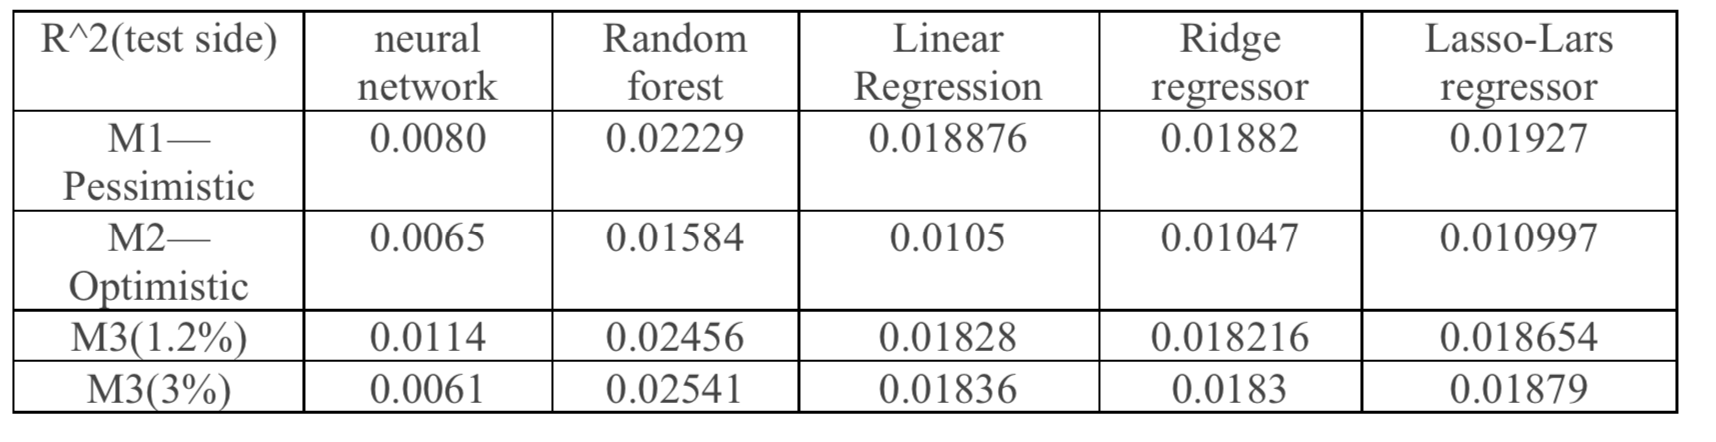 R^2(test side) neural network Random forest Linear Regression Ridge regressor Lasso-Lars regressor
M1—Pessimistic 0.0080 0.02229 0.018876 0.01882 0.01927
M2—Optimistic 0.0065 0.01584 0.0105 0.01047 0.010997
M3(1.2%) 0.0114 0.02456 0.01828 0.018216 0.018654
M3(3%) 0.0061 0.02541 0.01836 0.0183 0.01879